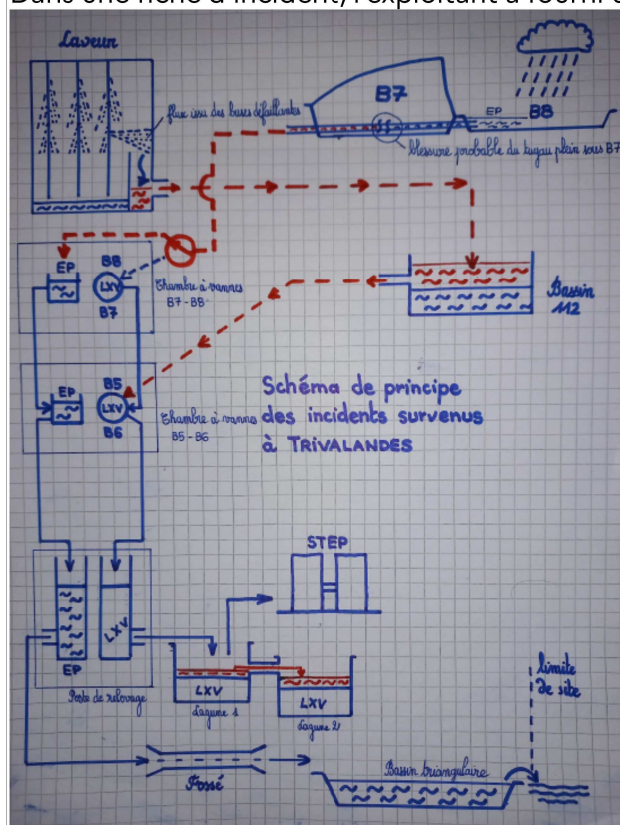 Laveur
B7
B8
EP
flux issu des buses défaillantes
blessure probable du tuyau plein sous B7
EP
B8
LXV
B7
Chambre à vannes
B7-B8
Bassin
112
EP
B5
LXV
B6
Chambre à vannes
B5-B6
Schéma de principe
des incidents survenus
à TRIVALANDES
STEP
EP
LXV
Poste de relevage
LXV
Lagune 1
LXV
Lagune 2
limite
de site
Bassin triangulaire
Fossé